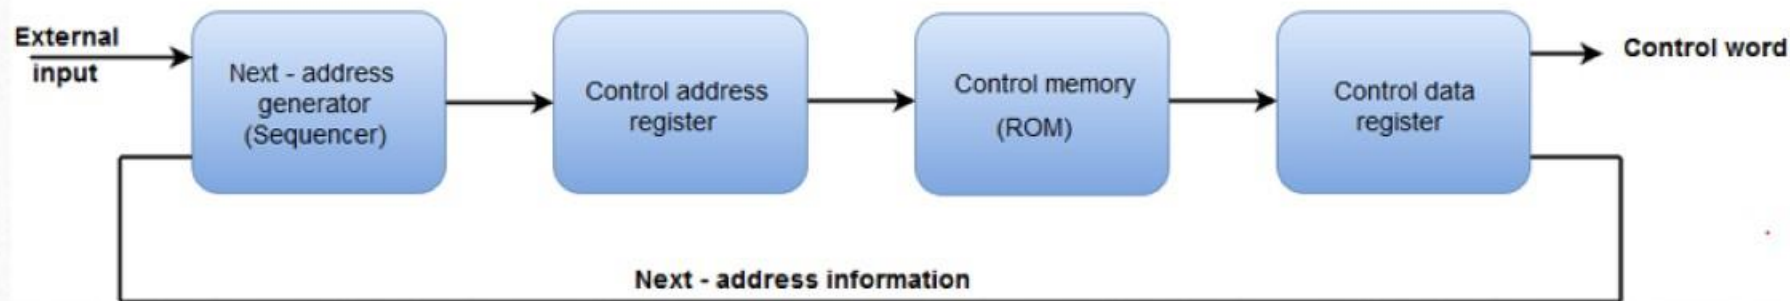 External
input
Next - address
generator
(Sequencer)
Control address
register
Control memory
(ROM)
Control data
register
Control word
Next - address information